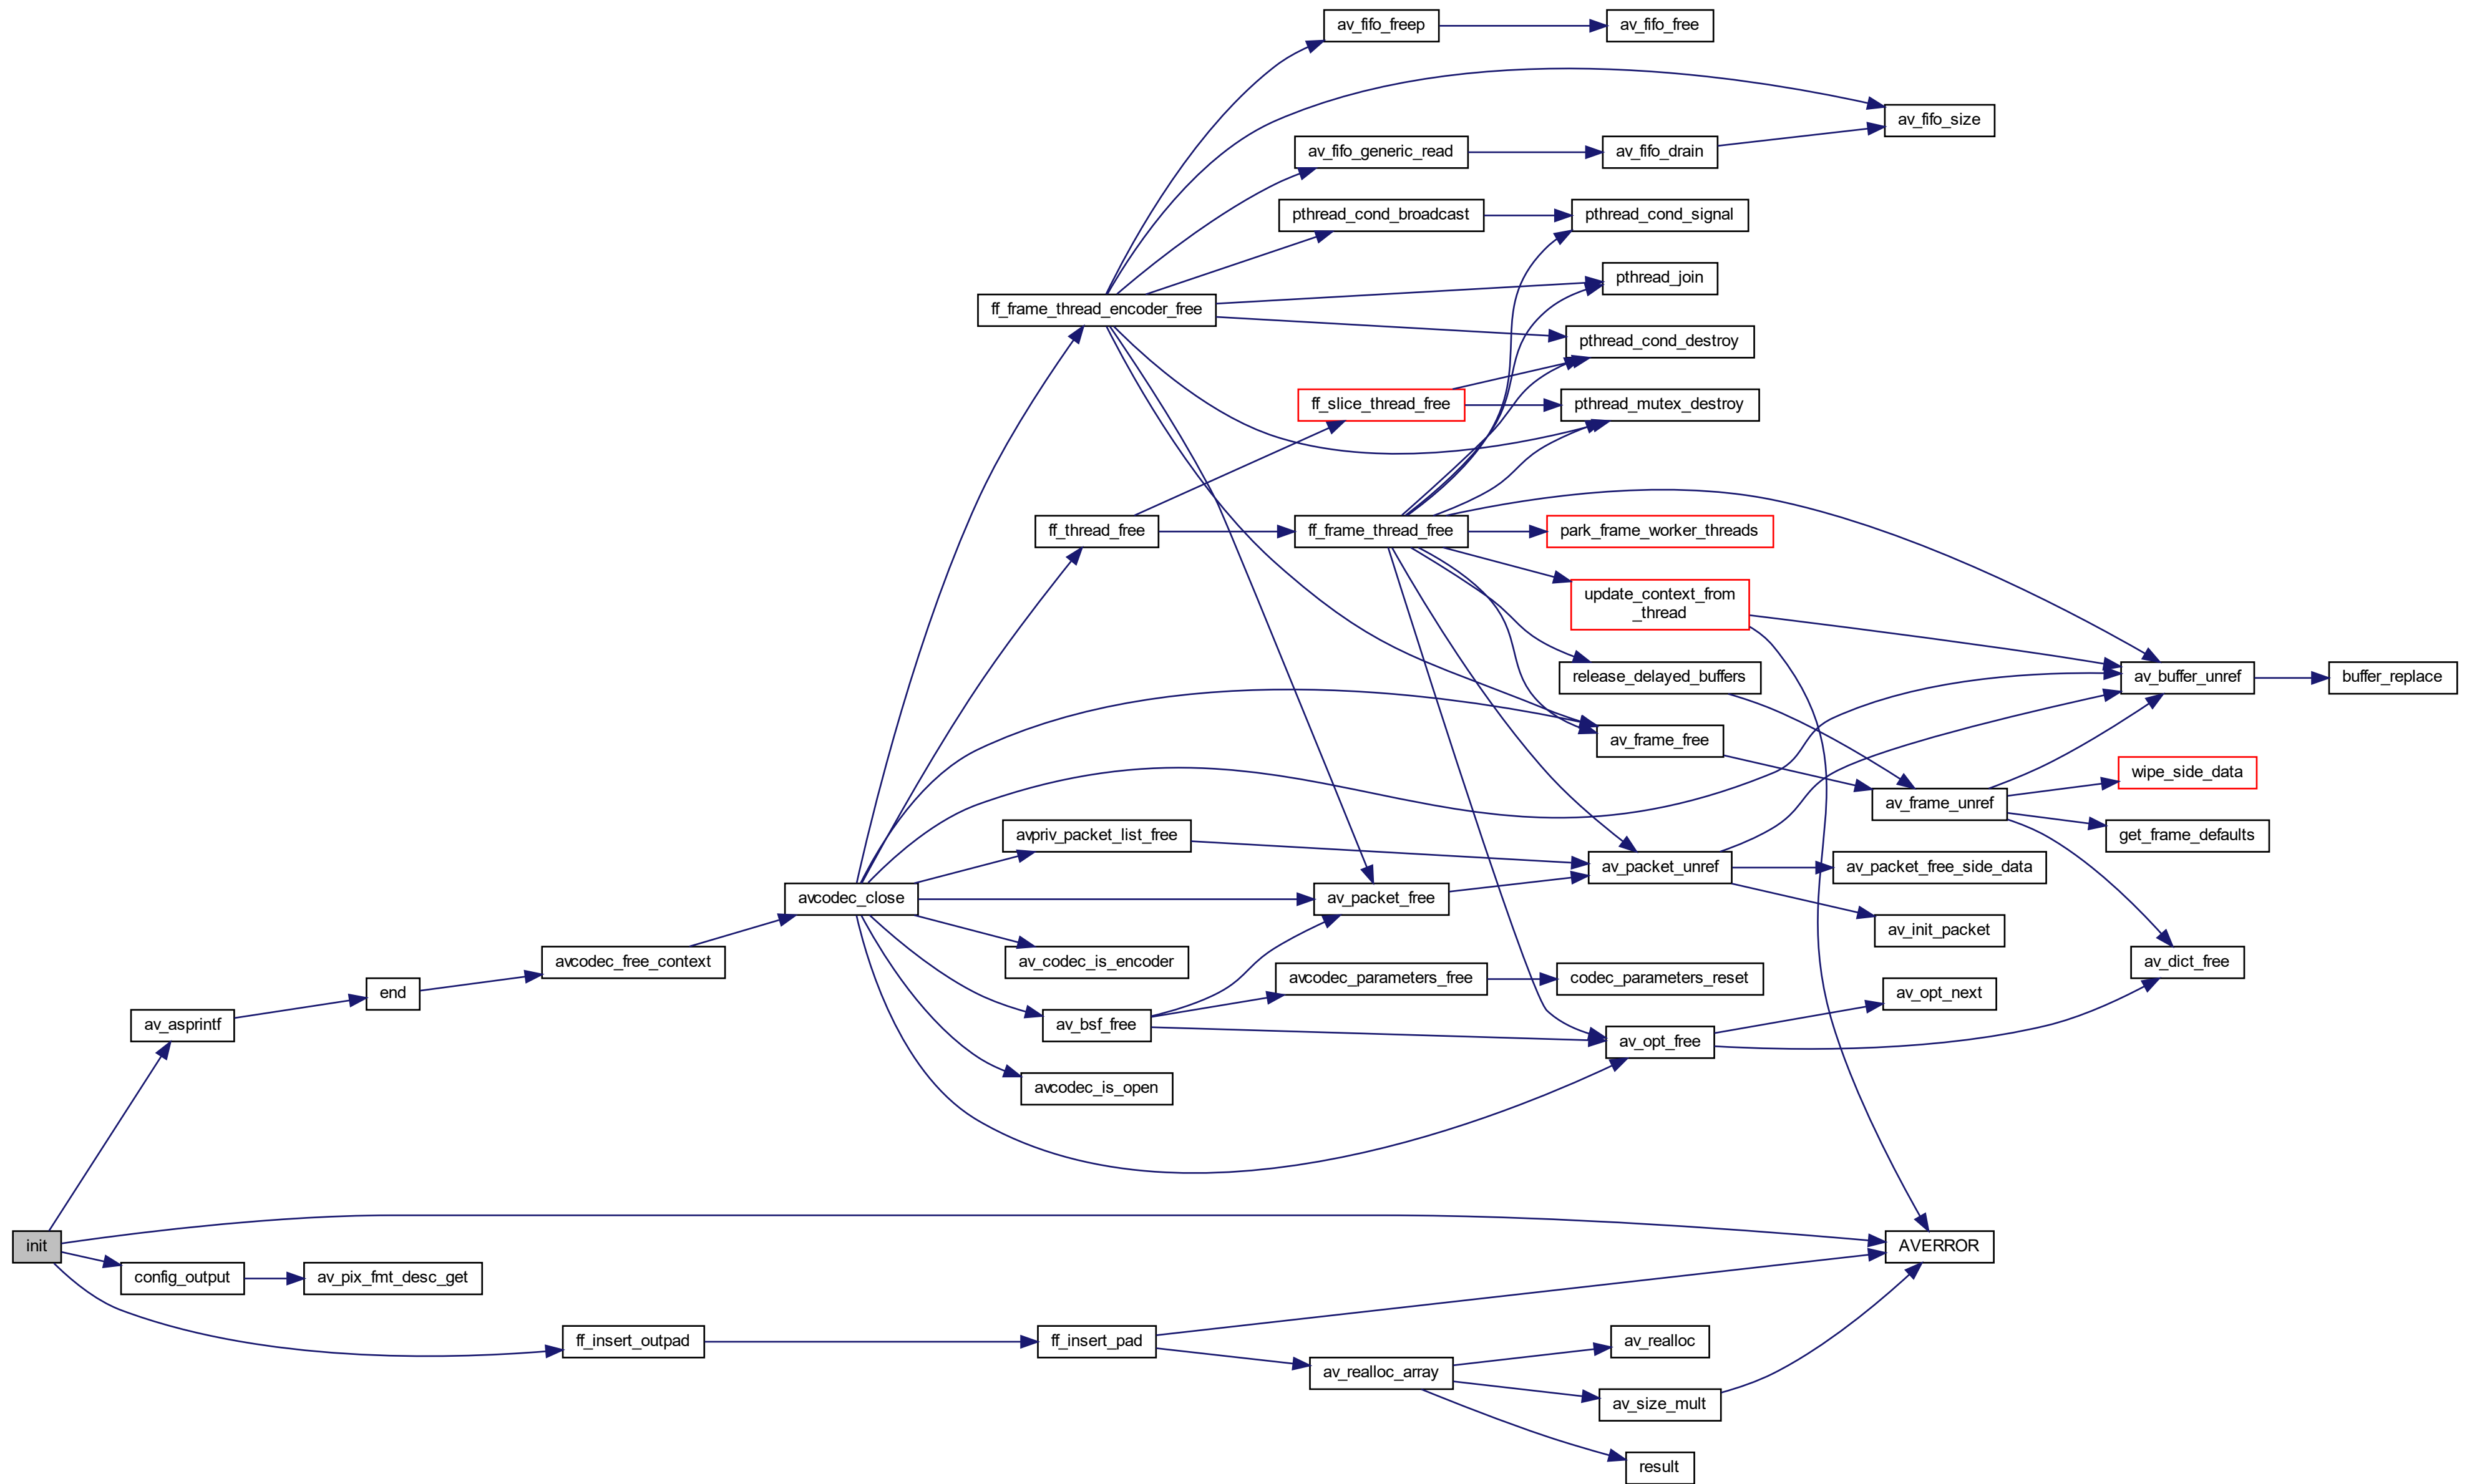 av_fifo_freep
av_fifo_free
av_fifo_size
av_fifo_generic_read
av_fifo_drain
pthread_cond_broadcast
pthread_cond_signal
pthread_join
ff_frame_thread_encoder_free
pthread_cond_destroy
ff_slice_thread_free
pthread_mutex_destroy
ff_thread_free
ff_frame_thread_free
park_frame_worker_threads
update_context_from
_thread
release_delayed_buffers
av_buffer_unref
buffer_replace
av_frame_free
wipe_side_data
av_frame_unref
get_frame_defaults
avpriv_packet_list_free
av_packet_unref
av_packet_free_side_data
avcodec_close
av_packet_free
av_init_packet
avcodec_free_context
av_codec_is_encoder
av_dict_free
end
avcodec_parameters_free
codec_parameters_reset
av_opt_next
av_asprintf
av_bsf_free
av_opt_free
avcodec_is_open
init
AVERROR
config_output
av_pix_fmt_desc_get
ff_insert_outpad
ff_insert_pad
av_realloc
av_realloc_array
av_size_mult
result